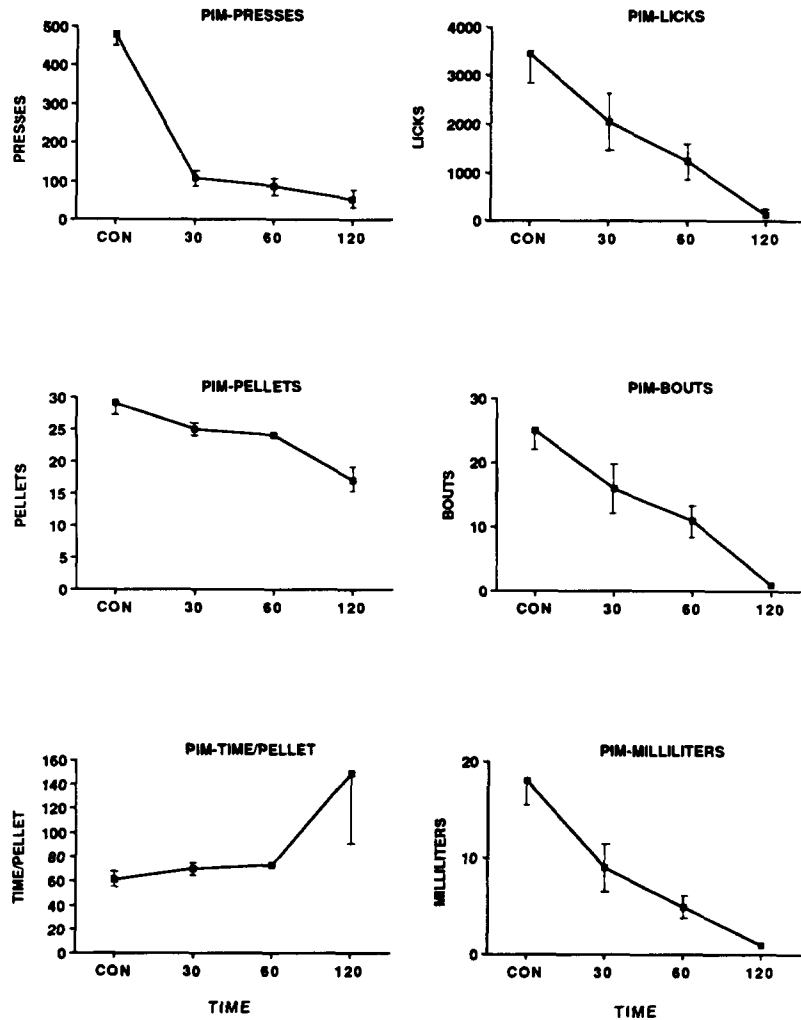 PIM-PRESSES
PRESSES
500
400
300
200
100
0
CON 30 60 120
PIM-LICKS
LICKS
4000
3000
2000
1000
0
CON 30 60 120
PIM-PELLETS
PELLETS
30
25
20
15
10
5
0
CON 30 60 120
PIM-BOUTS
BOUTS
30
20
10
0
CON 30 60 120
PIM-TIME/PELLET
TIME/PELLET
160
140
120
100
80
60
40
20
0
CON 30 60 120
TIME
PIM-MILLILITERS
MILLILITERS
20
10
0
CON 30 60 120
TIME